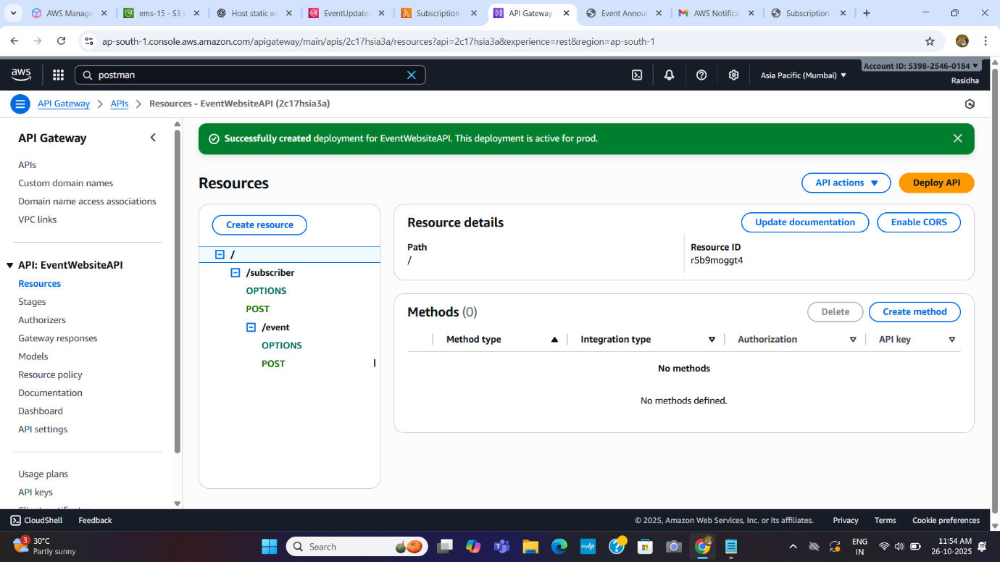 AWS Manage
ems-15 - S3 b
Host static we
EventUpdates
Subscription-
API Gateway
Event Annou
AWS Notifica
Subscription
ap-south-1.console.aws.amazon.com/apigateway/main/apis/2c17hsia3a/resources?api=2c17hsia3a&experience=rest&region=ap-south-1
aws
postman
Asia Pacific (Mumbai)
Account ID: 5398-2546-0184
Rasidha
API Gateway
APIs
Resources - EventWebsiteAPI (2c17hsia3a)
API Gateway
APIs
Custom domain names
Domain name access associations
VPC links
API: EventWebsiteAPI
Resources
Stages
Authorizers
Gateway responses
Models
Resource policy
Documentation
Dashboard
API settings
Usage plans
API keys
Successfully created deployment for EventWebsiteAPI. This deployment is active for prod.
Resources
API actions
Deploy API
Create resource
/
/subscriber
OPTIONS
POST
/event
OPTIONS
POST
Resource details
Update documentation
Enable CORS
Path
/
Resource ID
r5b9moggt4
Methods (0)
Delete
Create method
Method type
Integration type
Authorization
API key
No methods
No methods defined.
CloudShell
Feedback
© 2025, Amazon Web Services, Inc. or its affiliates.
Privacy
Terms
Cookie preferences
3
30°C
Partly sunny
Search
myhp
ENG
IN
11:54 AM
26-10-2025